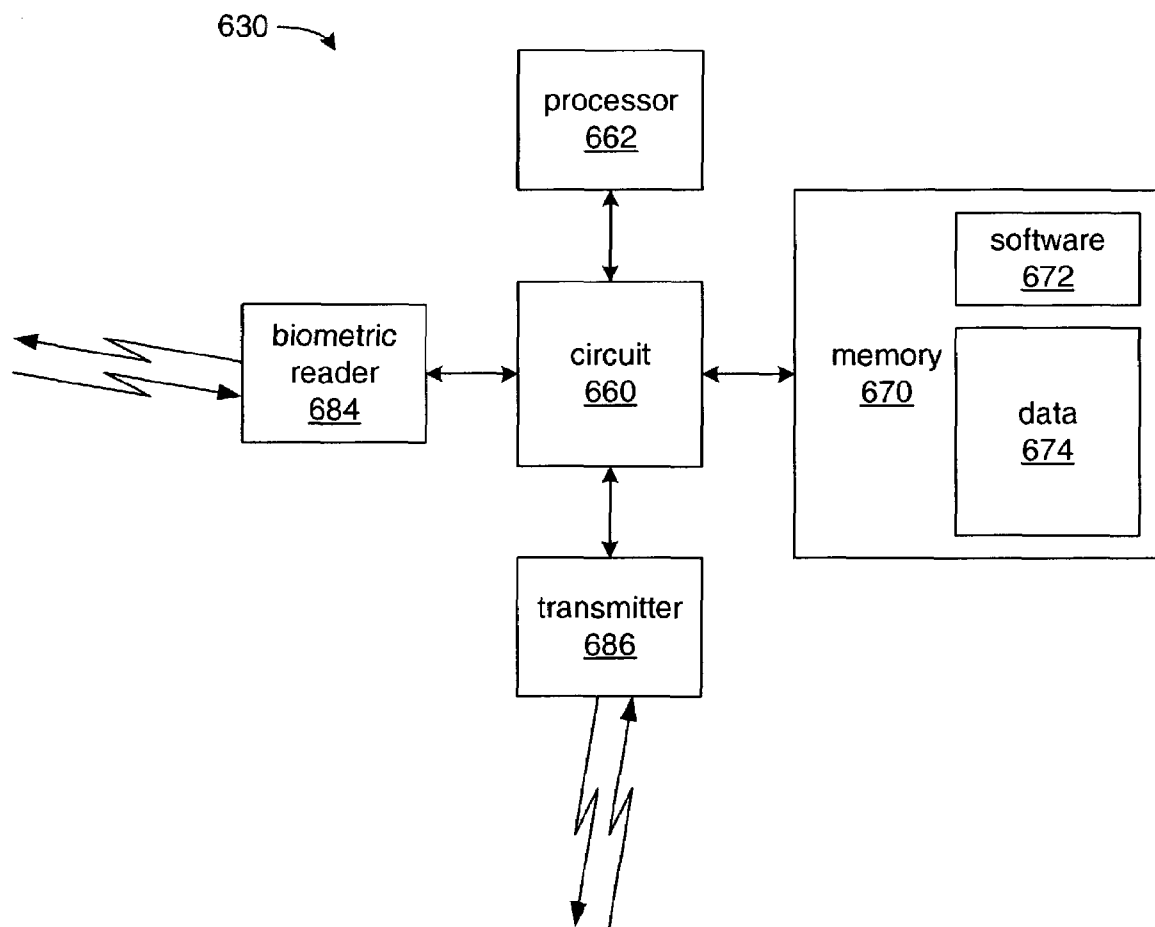 630
processor
662
software
672
biometric
reader
684
circuit
660
memory
670
data
674
transmitter
686